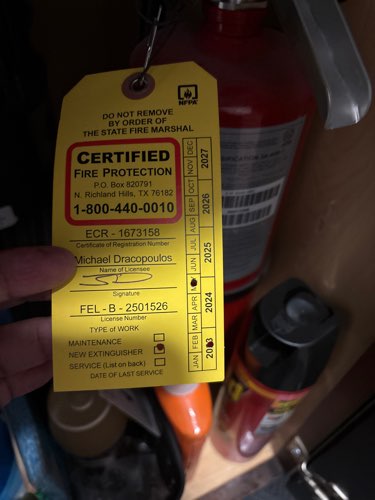 NFPA
DO NOT REMOVE
BY ORDER OF
THE STATE FIRE MARSHAL
CERTIFIED
FIRE PROTECTION
P.O. Box 820791
N. Richland Hills, TX 76182
1-800-440-0010
ECR - 1673158
Certificate of Registration Number
Michael Dracopoulos
Name of Licensee
Signature
FEL - B - 2501526
License Number
TYPE OF WORK
MAINTENANCE
NEW EXTINGUISHER
SERVICE (List on back)
DATE OF LAST SERVICE
JAN FEB MAR APR JUN JUL AUG SEP OCT NOV DEC
2024 2025 2026 2027